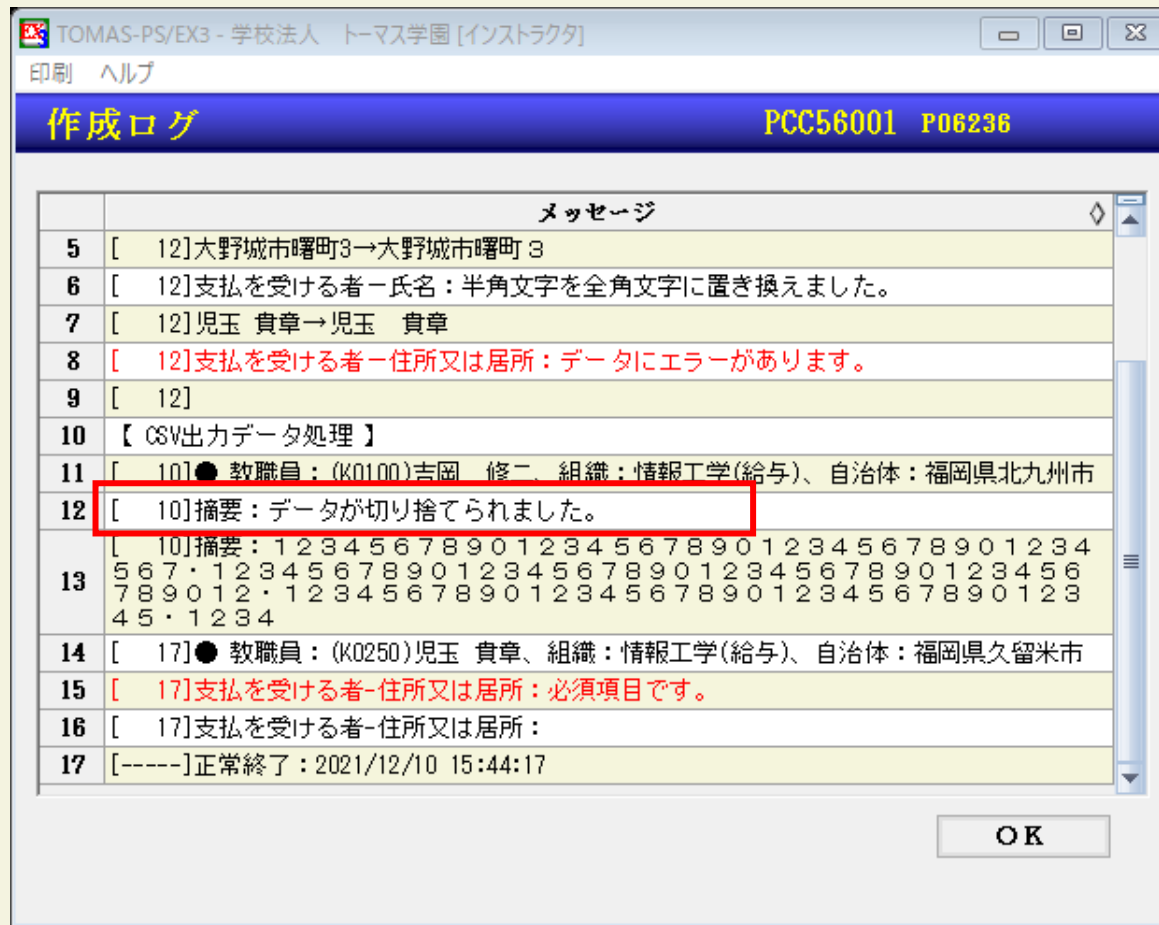 TOMAS-PS/EX3 - 学校法人　トーマス学園 [インストラクタ]
印刷　ヘルプ
作成ログ　PCC56001　P06236
メッセージ
5 [　12]大野城市曙町3→大野城市曙町３
6 [　12]支払を受ける者－氏名：半角文字を全角文字に置き換えました。
7 [　12]児玉 貴章→児玉　貴章
8 [　12]支払を受ける者－住所又は居所：データにエラーがあります。
9 [　12]
10 【 CSV出力データ処理 】
11 [　10]● 教職員：(K0100)吉岡　修二、組織：情報工学(給与)、自治体：福岡県北九州市
12 [　10]摘要：データが切り捨てられました。
13 [　10]摘要：１２３４５６７８９０１２３４５６７８９０１２３４５６７８９０１２３４
５６７・１２３４５６７８９０１２３４５６７８９０１２３４５６７８９０１２３４５６
７８９０１２・１２３４５６７８９０１２３４５６７８９０１２３４５６７８９０１２３
４５・１２３４
14 [　17]● 教職員：(K0250)児玉 貴章、組織：情報工学(給与)、自治体：福岡県久留米市
15 [　17]支払を受ける者-住所又は居所：必須項目です。
16 [　17]支払を受ける者-住所又は居所：
17 [-----]正常終了：2021/12/10 15:44:17
OK